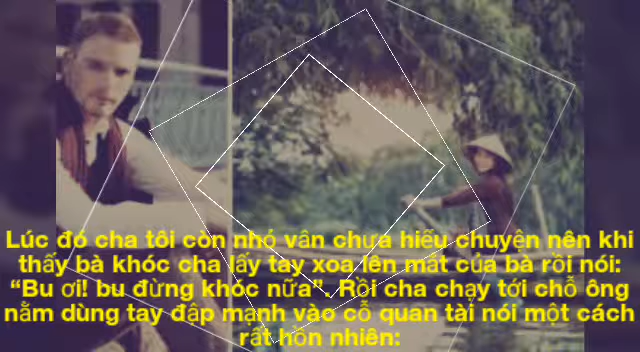 Lúc đó cha tôi còn nhỏ vẫn chưa hiểu chuyện nên khi
thấy bà khóc cha lấy tay xoa lên mắt của bà rồi nói:
“Bu ơi! bu đừng khóc nữa”. Rồi cha chạy tới chỗ ông
nằm dùng tay đập mạnh vào cỗ quan tài nói một cách
rất hồn nhiên: